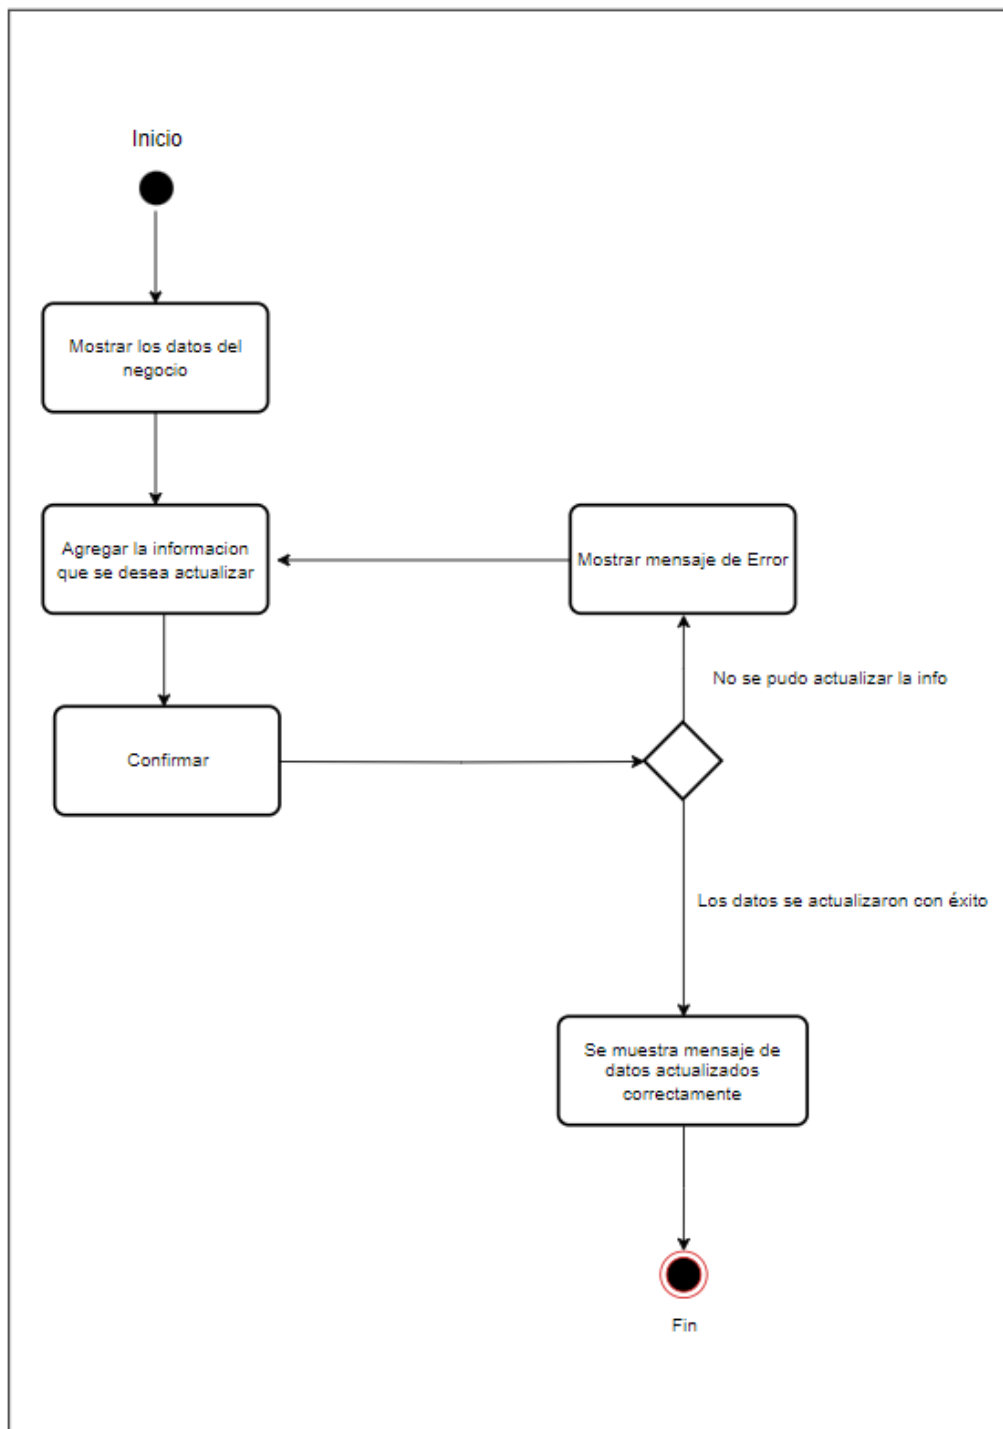 Inicio
Mostrar los datos del
negocio
Agregar la informacion
que se desea actualizar
Mostrar mensaje de Error
No se pudo actualizar la info
Confirmar
Los datos se actualizaron con éxito
Se muestra mensaje de
datos actualizados
correctamente
Fin